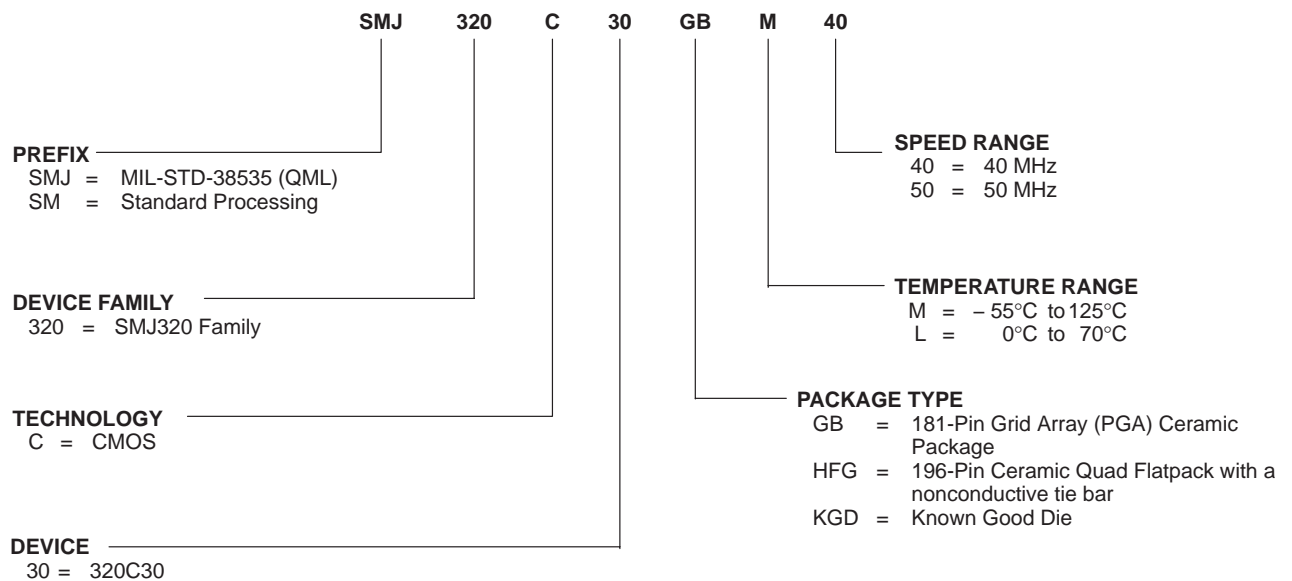 SMJ 320 C 30 GB M 40
PREFIX
SMJ = MIL-STD-38535 (QML)
SM = Standard Processing
DEVICE FAMILY
320 = SMJ320 Family
TECHNOLOGY
C = CMOS
DEVICE
30 = 320C30
SPEED RANGE
40 = 40 MHz
50 = 50 MHz
TEMPERATURE RANGE
M = – 55°C to 125°C
L = 0°C to 70°C
PACKAGE TYPE
GB = 181-Pin Grid Array (PGA) Ceramic
Package
HFG = 196-Pin Ceramic Quad Flatpack with a
nonconductive tie bar
KGD = Known Good Die